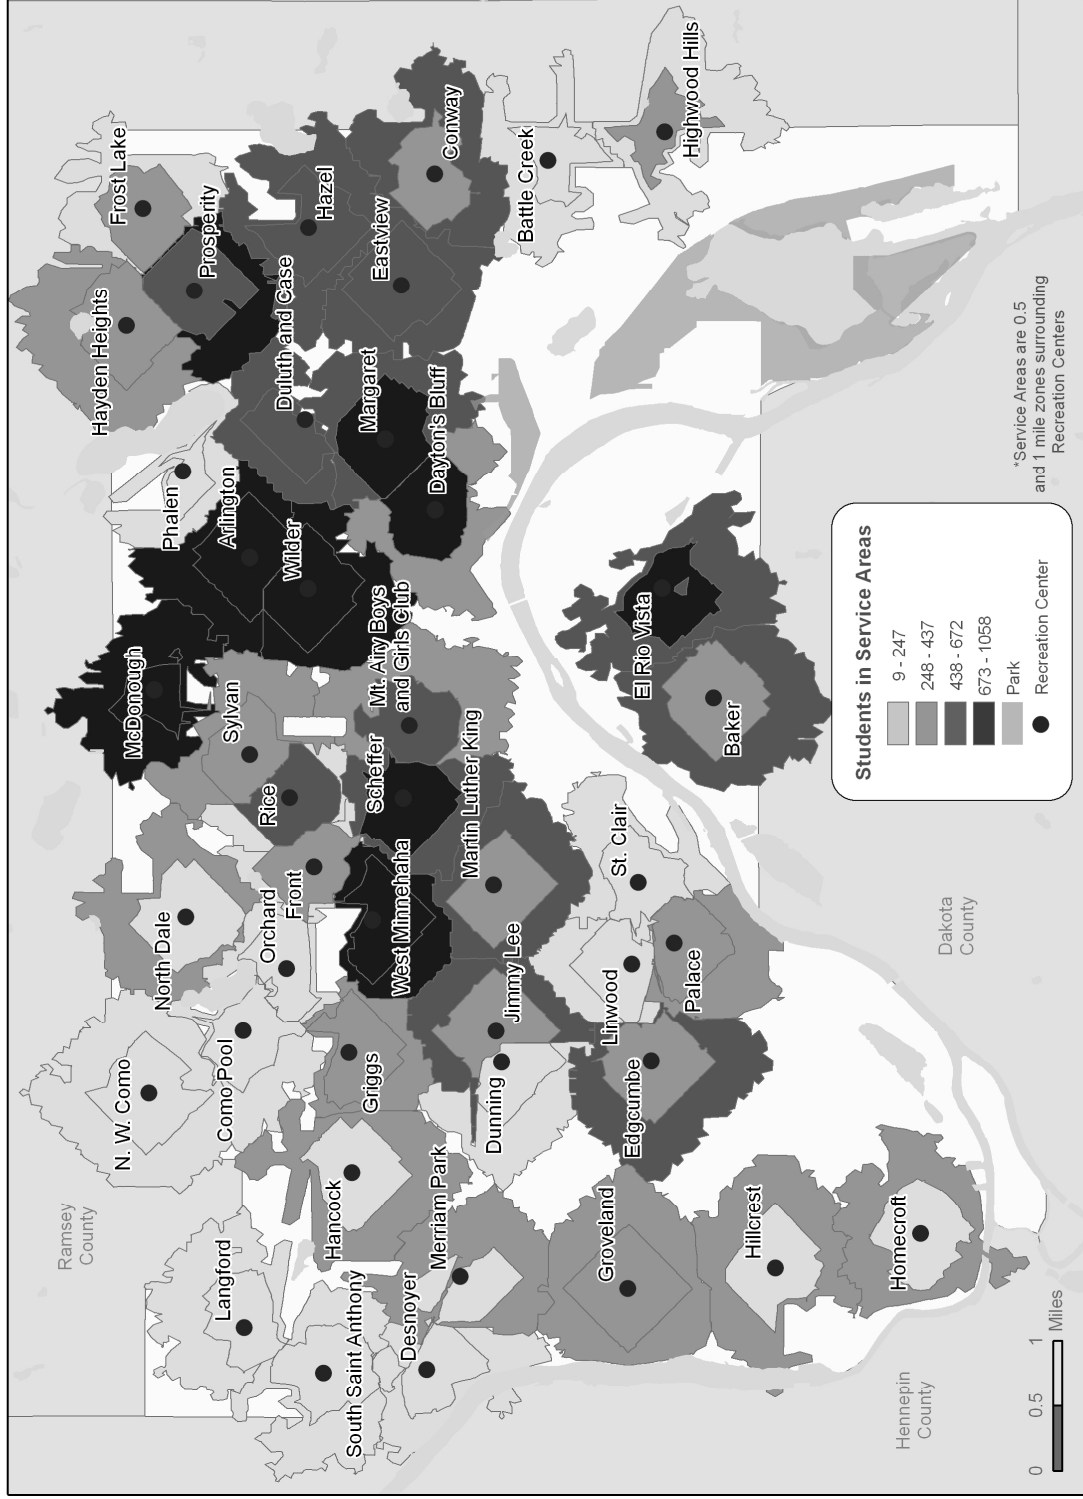 Frost Lake
Prosperity
Hayden Heights
Hazel
Eastview
Conway
Battle Creek
Highwood Hills
Duluth and Case
Margaret
Dayton's Bluff
Phalen
Arlington
Wilder
Mt. Airy Boys
and Girls Club
McDonough
Sylvan
Rice
Scheffer
Martin Luther King
El Rio Vista
Baker
North Dale
Orchard
Front
West Minnehaha
Jimmy Lee
St. Clair
Linwood
Palace
N. W. Como
Como Pool
Griggs
Dunning
Edgcumbe
Hancock
Merriam Park
Langford
South Saint Anthony
Desnoyer
Groveland
Hillcrest
Homecroft
Ramsey
County
Dakota
County
Hennepin
County
*Service Areas are 0.5
and 1 mile zones surrounding
Recreation Centers
Students in Service Areas
9 - 247
248 - 437
438 - 672
673 - 1058
Park
Recreation Center
0 0.5 1
Miles